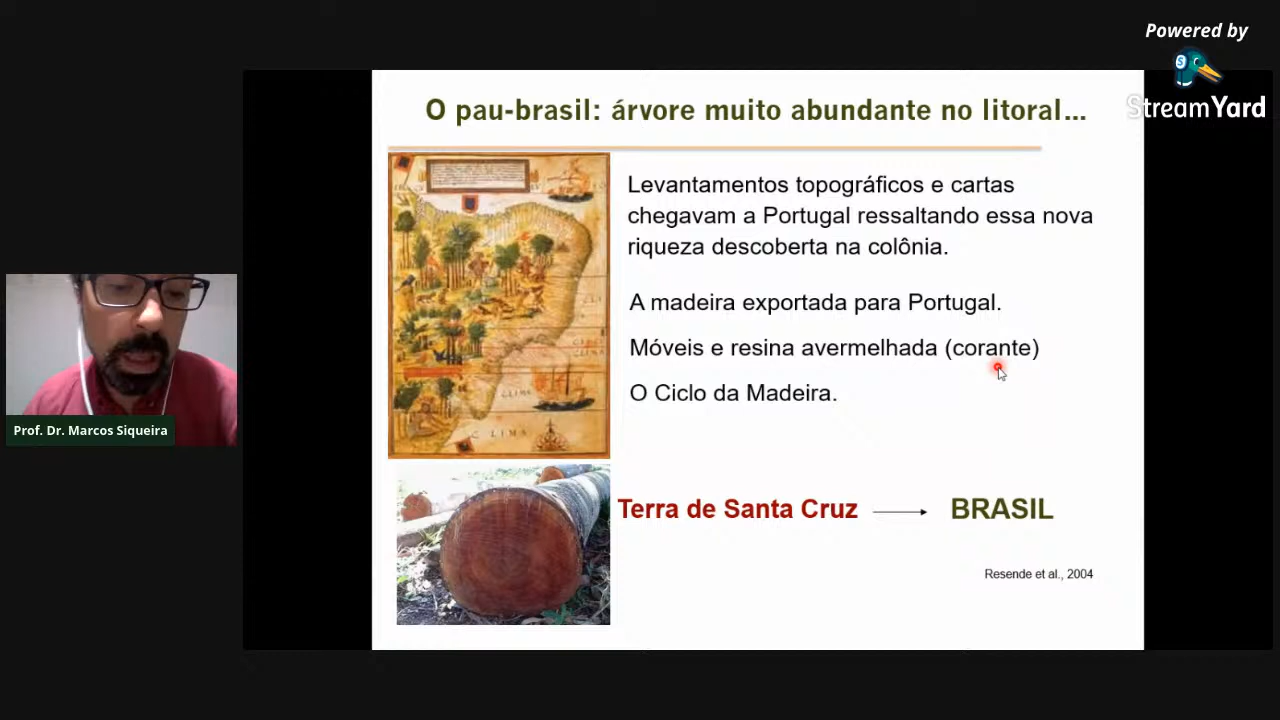 Powered by
StreamYard
O pau-brasil: árvore muito abundante no litoral...
Levantamentos topográficos e cartas
chegavam a Portugal ressaltando essa nova
riqueza descoberta na colônia.
A madeira exportada para Portugal.
Móveis e resina avermelhada (corante)
O Ciclo da Madeira.
Prof. Dr. Marcos Siqueira
Terra de Santa Cruz
BRASIL
Resende et al., 2004